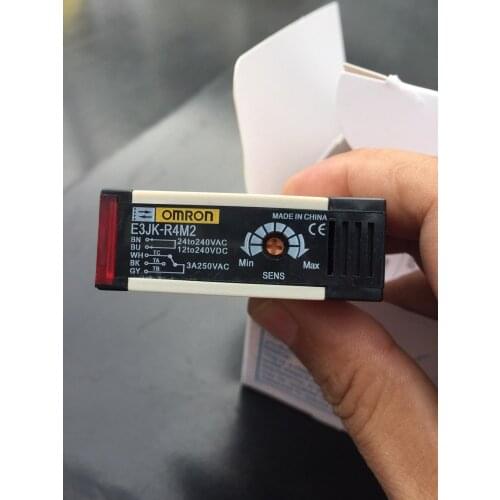 OMRON
E3JK-R4M2
MADE IN CHINA
CE
BN 24to240VAC
BU 12to240VDC
WH TC
BK TA 3A250VAC
GY TB
Min Max
SENS